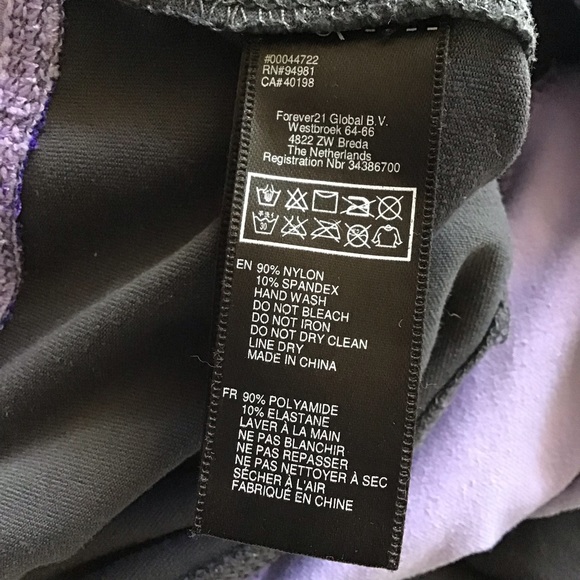 #00044722
RN#94981
CA#40198
Forever21 Global B.V.
Westbroek 64-66
4822 ZW Breda
The Netherlands
Registration Nbr 34386700
30
EN 90% NYLON
10% SPANDEX
HAND WASH
DO NOT BLEACH
DO NOT IRON
DO NOT DRY CLEAN
LINE DRY
MADE IN CHINA
FR 90% POLYAMIDE
10% ELASTANE
LAVER À LA MAIN
NE PAS BLANCHIR
NE PAS REPASSER
NE PAS NETTOYER À SEC
SÉCHER À L'AIR
FABRIQUÉ EN CHINE